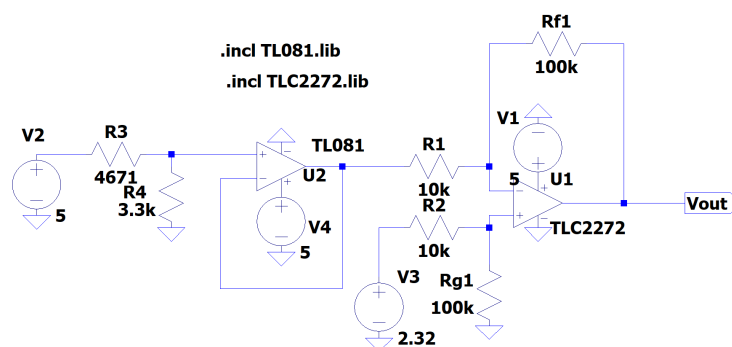 .incl TL081.lib
.incl TLC2272.lib
Rf1
100k
V1
5
V2
5
R3
4671
R4
3.3k
TL081
U2
V4
5
R1
10k
U1
TLC2272
R2
10k
V3
2.32
Rg1
100k
Vout